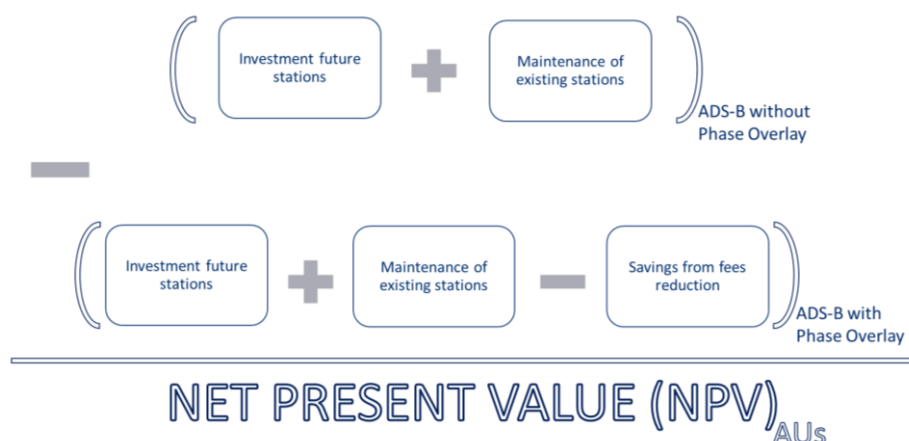 Investment future
stations
Maintenance of
existing stations
ADS-B without
Phase Overlay
Investment future
stations
Maintenance of
existing stations
Savings from fees
reduction
ADS-B with
Phase Overlay
NET PRESENT VALUE (NPV)AUs